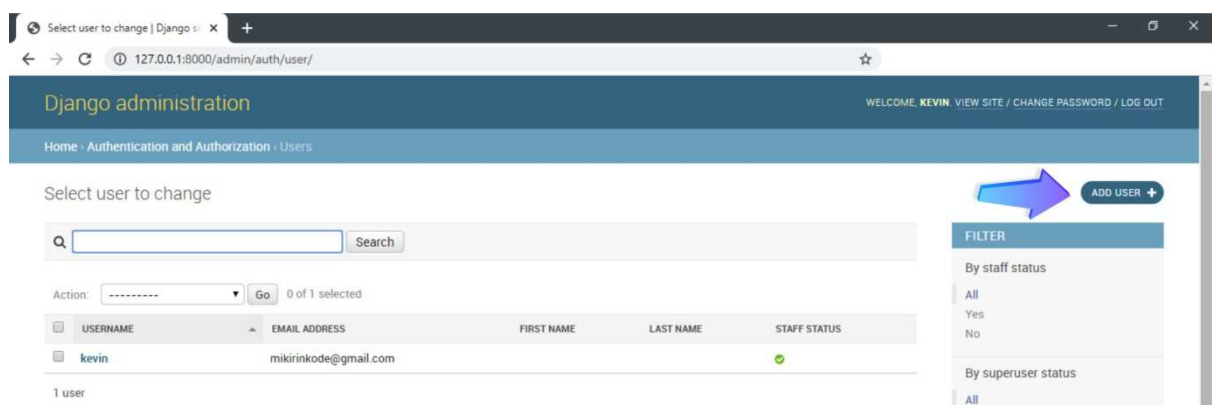 Select user to change | Django s
127.0.0.1:8000/admin/auth/user/
Django administration
WELCOME, KEVIN. VIEW SITE / CHANGE PASSWORD / LOG OUT
Home › Authentication and Authorization › Users
Select user to change
ADD USER +
Search
FILTER
By staff status
Action: --------- Go 0 of 1 selected
All
Yes
No
USERNAME EMAIL ADDRESS FIRST NAME LAST NAME STAFF STATUS
kevin mikirinkode@gmail.com
By superuser status
1 user
All